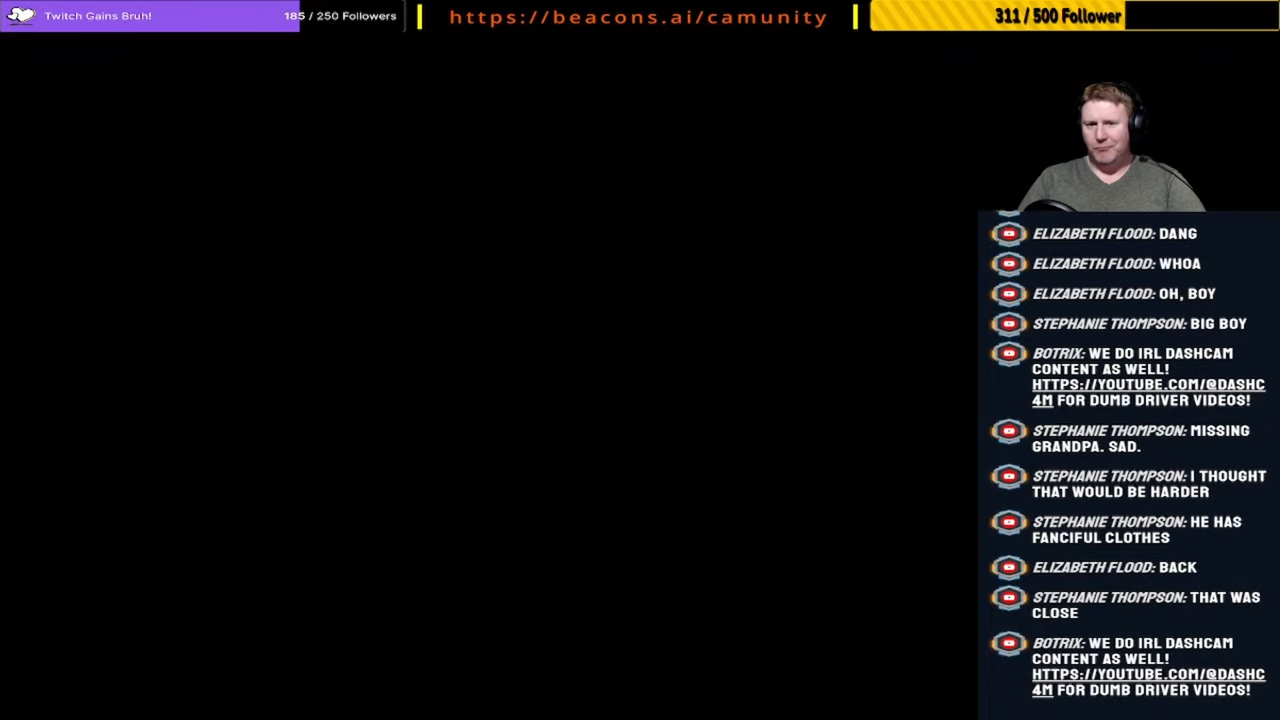 Twitch Gains Bruh!
185 / 250 Followers
https://beacons.ai/camunity
311 / 500 Follower
ELIZABETH FLOOD: DANG
ELIZABETH FLOOD: WHOA
ELIZABETH FLOOD: OH, BOY
STEPHANIE THOMPSON: BIG BOY
BOTRIX: WE DO IRL DASHCAM
CONTENT AS WELL!
HTTPS://YOUTUBE.COM/@DASHC
4M FOR DUMB DRIVER VIDEOS!
STEPHANIE THOMPSON: MISSING
GRANDPA. SAD.
STEPHANIE THOMPSON: I THOUGHT
THAT WOULD BE HARDER
STEPHANIE THOMPSON: HE HAS
FANCIFUL CLOTHES
ELIZABETH FLOOD: BACK
STEPHANIE THOMPSON: THAT WAS
CLOSE
BOTRIX: WE DO IRL DASHCAM
CONTENT AS WELL!
HTTPS://YOUTUBE.COM/@DASHC
4M FOR DUMB DRIVER VIDEOS!